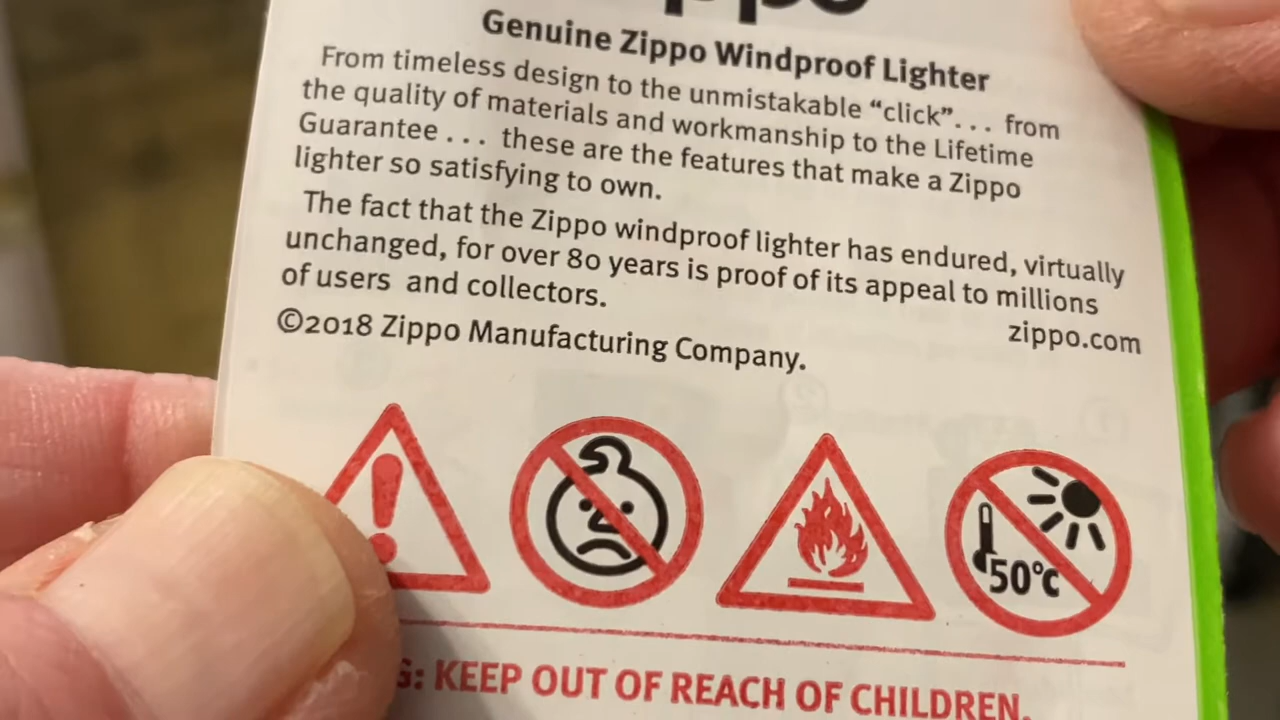 Genuine Zippo Windproof Lighter
From timeless design to the unmistakable “click”... from
the quality of materials and workmanship to the Lifetime
Guarantee ... these are the features that make a Zippo
lighter so satisfying to own.
The fact that the Zippo windproof lighter has endured, virtually
unchanged, for over 80 years is proof of its appeal to millions
of users and collectors.
zippo.com
©2018 Zippo Manufacturing Company.
50°C
: KEEP OUT OF REACH OF CHILDREN.